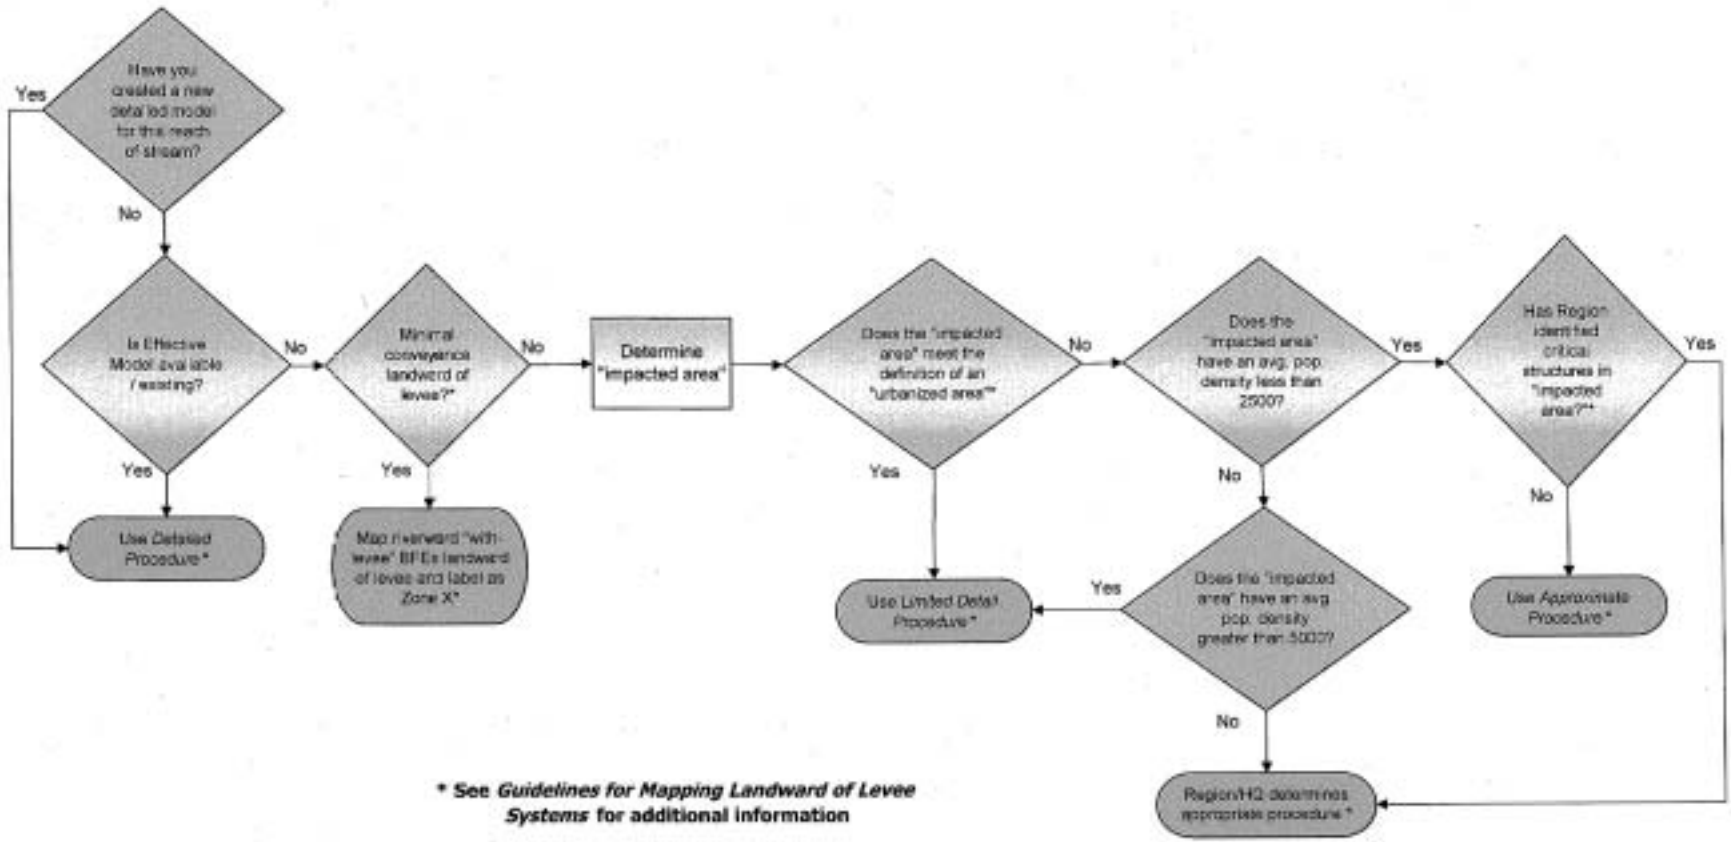 Have you
created a new
detailed model
for this reach
of stream?
Yes
No
Is Effective
Model available
/ existing?
No
Yes
Use Detailed
Procedure *
Minimal
conveyance
landward of
levee?*
No
Yes
Map riverward "with-
levee" BFEs landward
of levee and label as
Zone X*
Determine
"impacted area"
Does the "impacted
area" meet the
definition of an
"urbanized area"*
No
Yes
Use Limited Detail
Procedure *
Does the
"impacted area"
have an avg. pop.
density less than
2500?
Yes
No
Does the "impacted
area" have an avg
pop. density
greater than 5000?
Yes
No
Region/HQ determines
appropriate procedure *
Has Region
identified
critical
structures in
"impacted
area?"*
Yes
No
Use Approximate
Procedure *
* See Guidelines for Mapping Landward of Levee
Systems for additional information